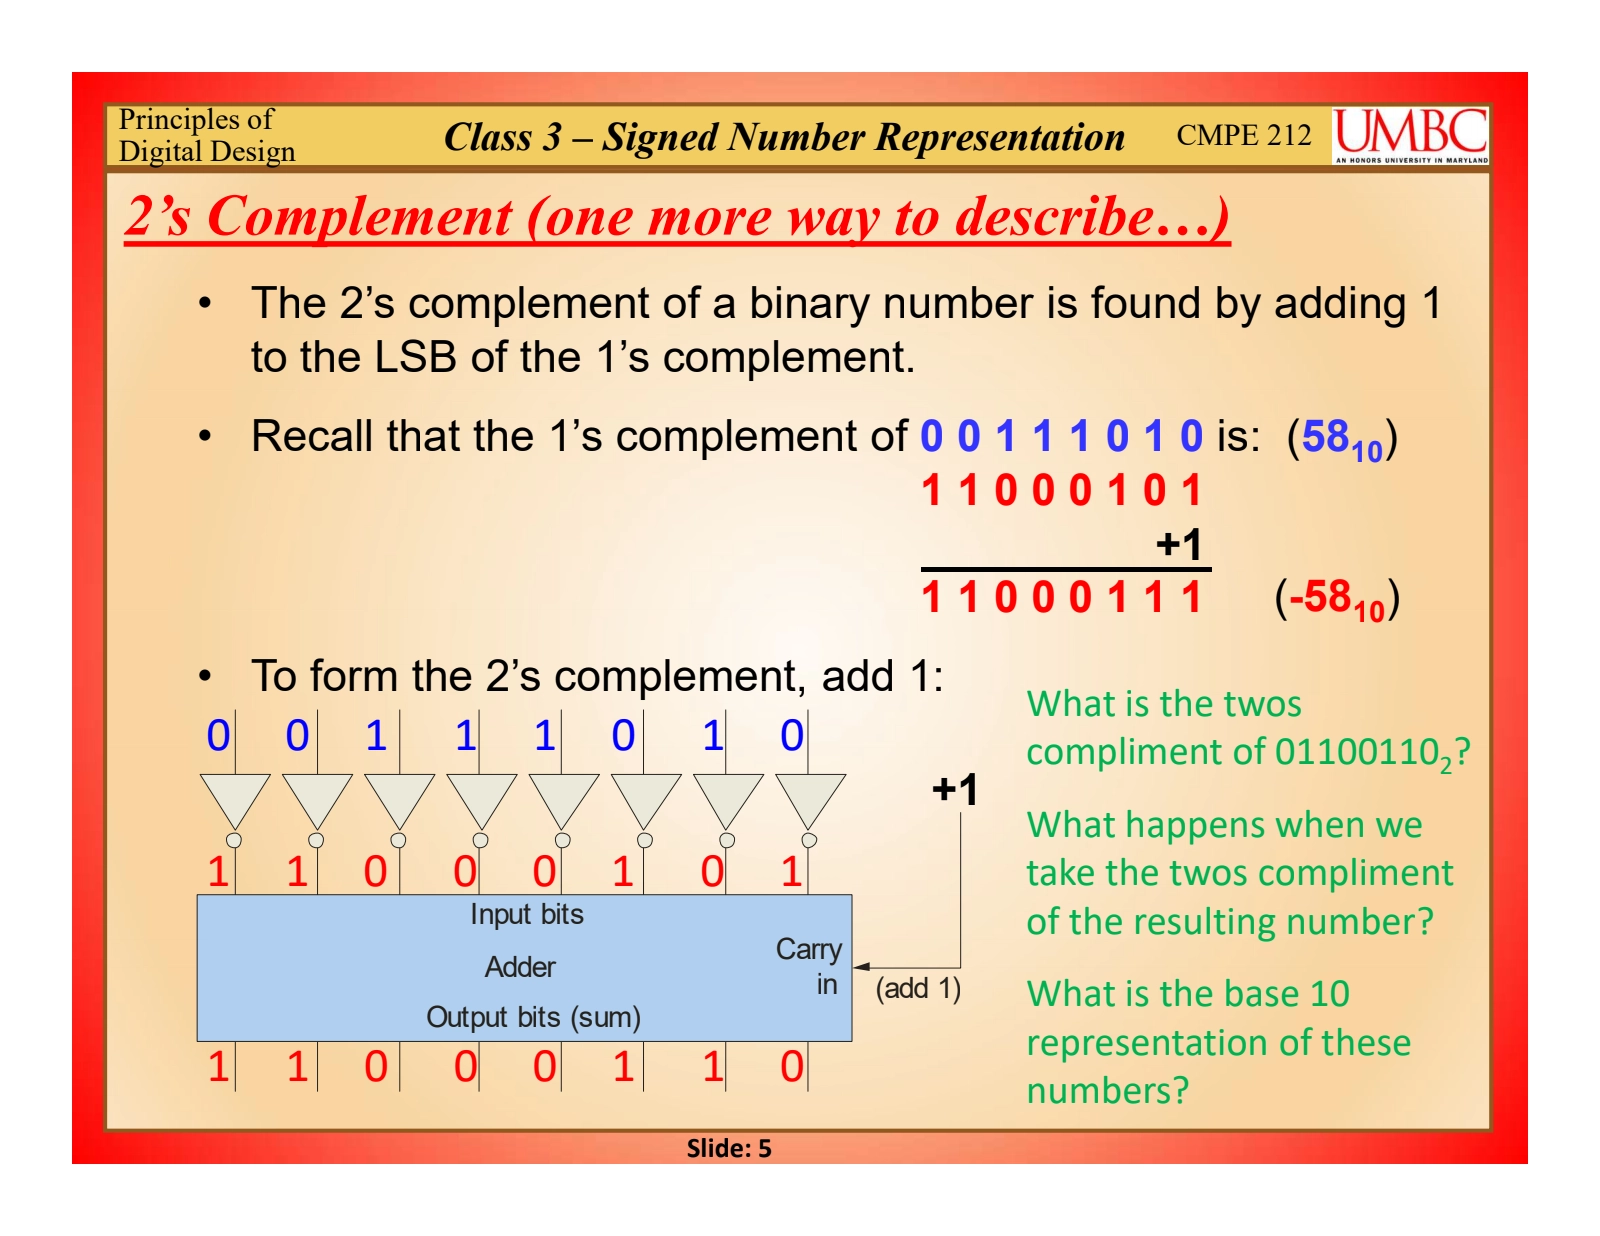 Principles of
Digital Design
Class 3 – Signed Number Representation
CMPE 212
UMBC
AN HONORS UNIVERSITY IN MARYLAND
2’s Complement (one more way to describe…)
• The 2’s complement of a binary number is found by adding 1
to the LSB of the 1’s complement.
• Recall that the 1’s complement of 0 0 1 1 1 0 1 0 is: (58₁₀)
1 1 0 0 0 1 0 1
+1
1 1 0 0 0 1 1 1 (-58₁₀)
• To form the 2’s complement, add 1:
0 0 1 1 1 0 1 0
+1
1 1 0 0 0 1 0 1
Input bits
Adder
Carry
in
(add 1)
Output bits (sum)
1 1 0 0 0 1 1 0
What is the twos
compliment of 01100110₂?
What happens when we
take the twos compliment
of the resulting number?
What is the base 10
representation of these
numbers?
Slide: 5